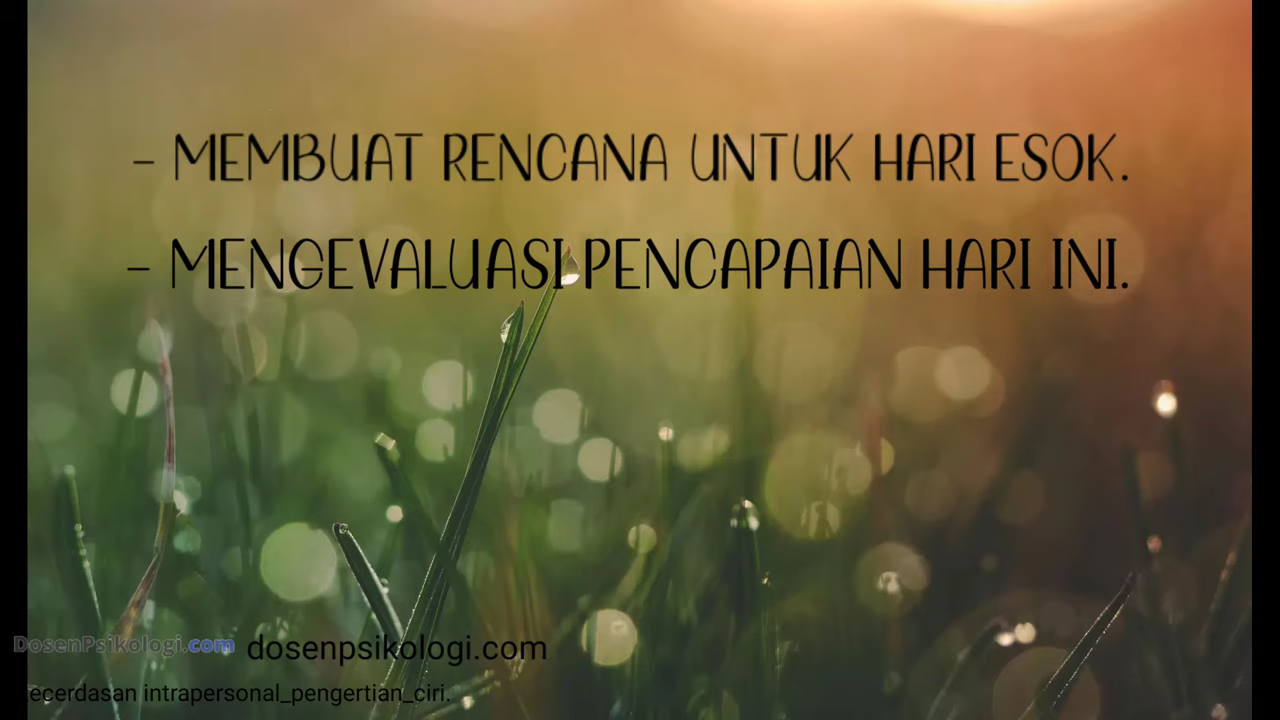 - MEMBUAT RENCANA UNTUK HARI ESOK.
- MENGEVALUASI PENCAPAIAN HARI INI.
DosenPsikologi.com dosenpsikologi.com
ecerdasan intrapersonal_pengertian_ciri.